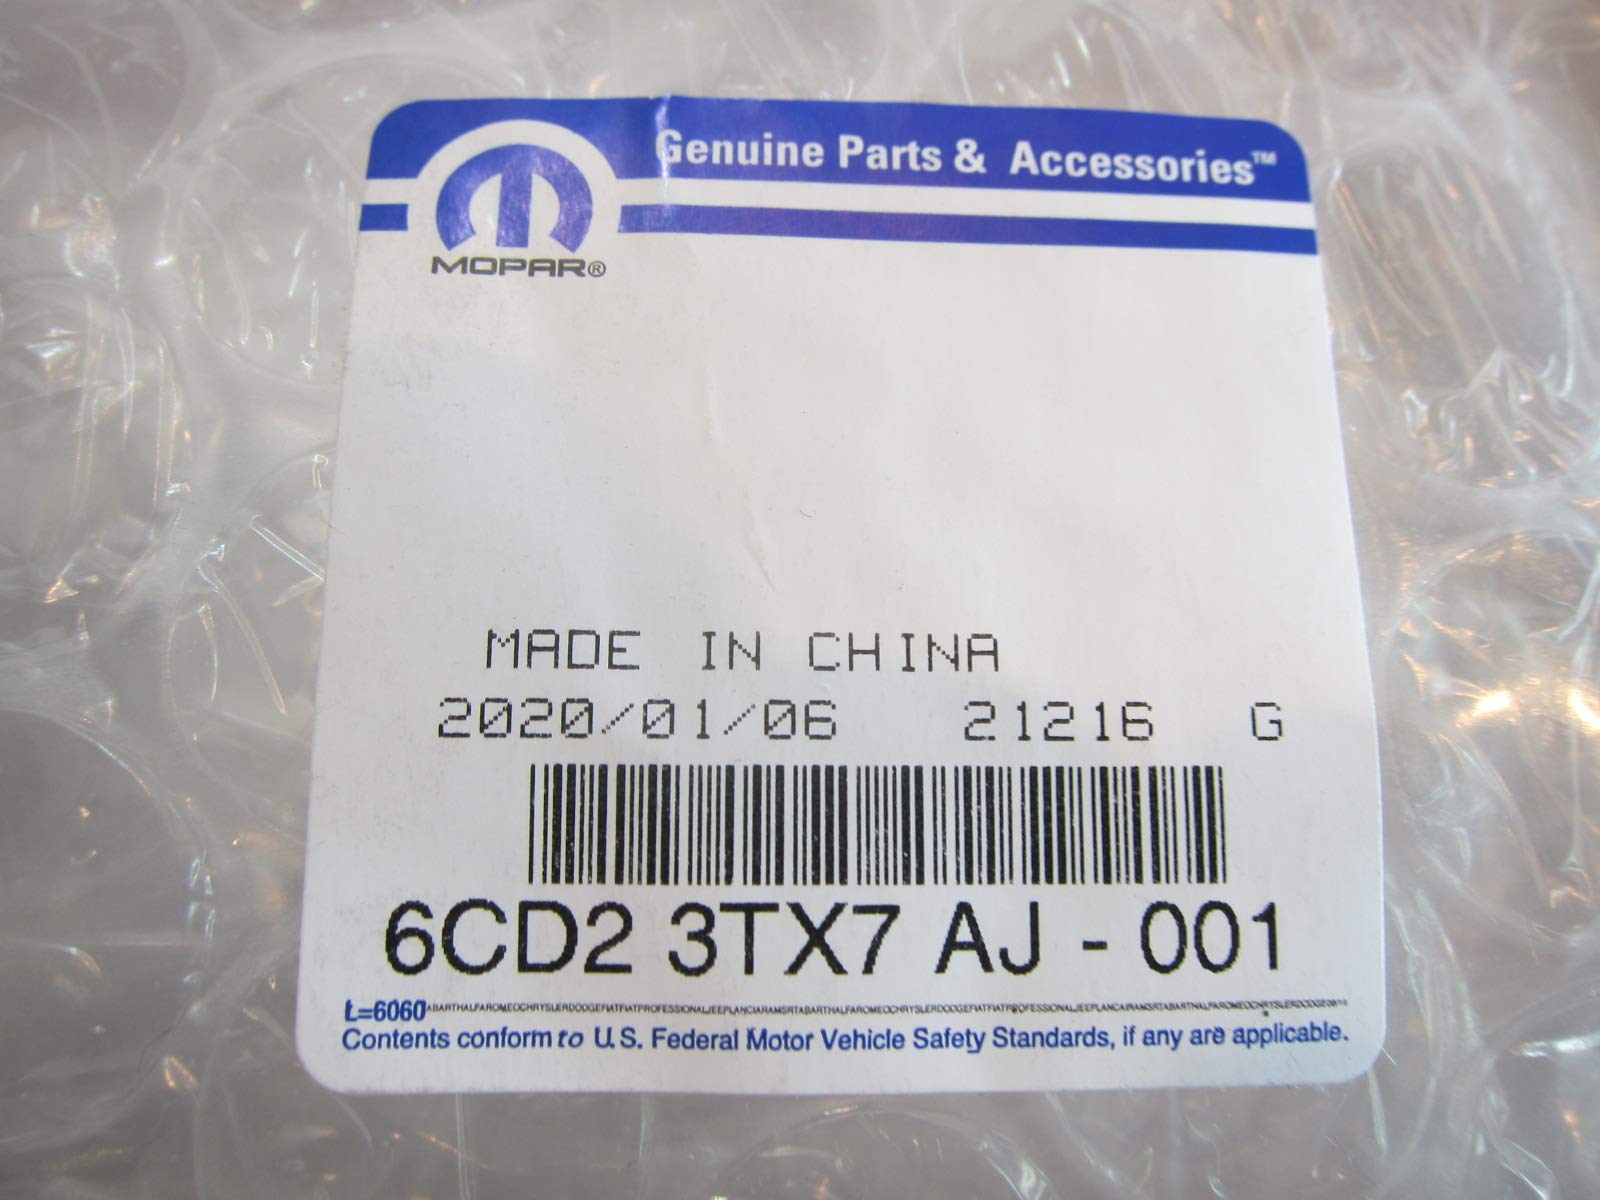 Genuine Parts & Accessories™
MOPAR®
MADE IN CHINA
2020/01/06 21216 G
6CD2 3TX7 AJ - 001
L=6060
Contents conform to U.S. Federal Motor Vehicle Safety Standards, if any are applicable.